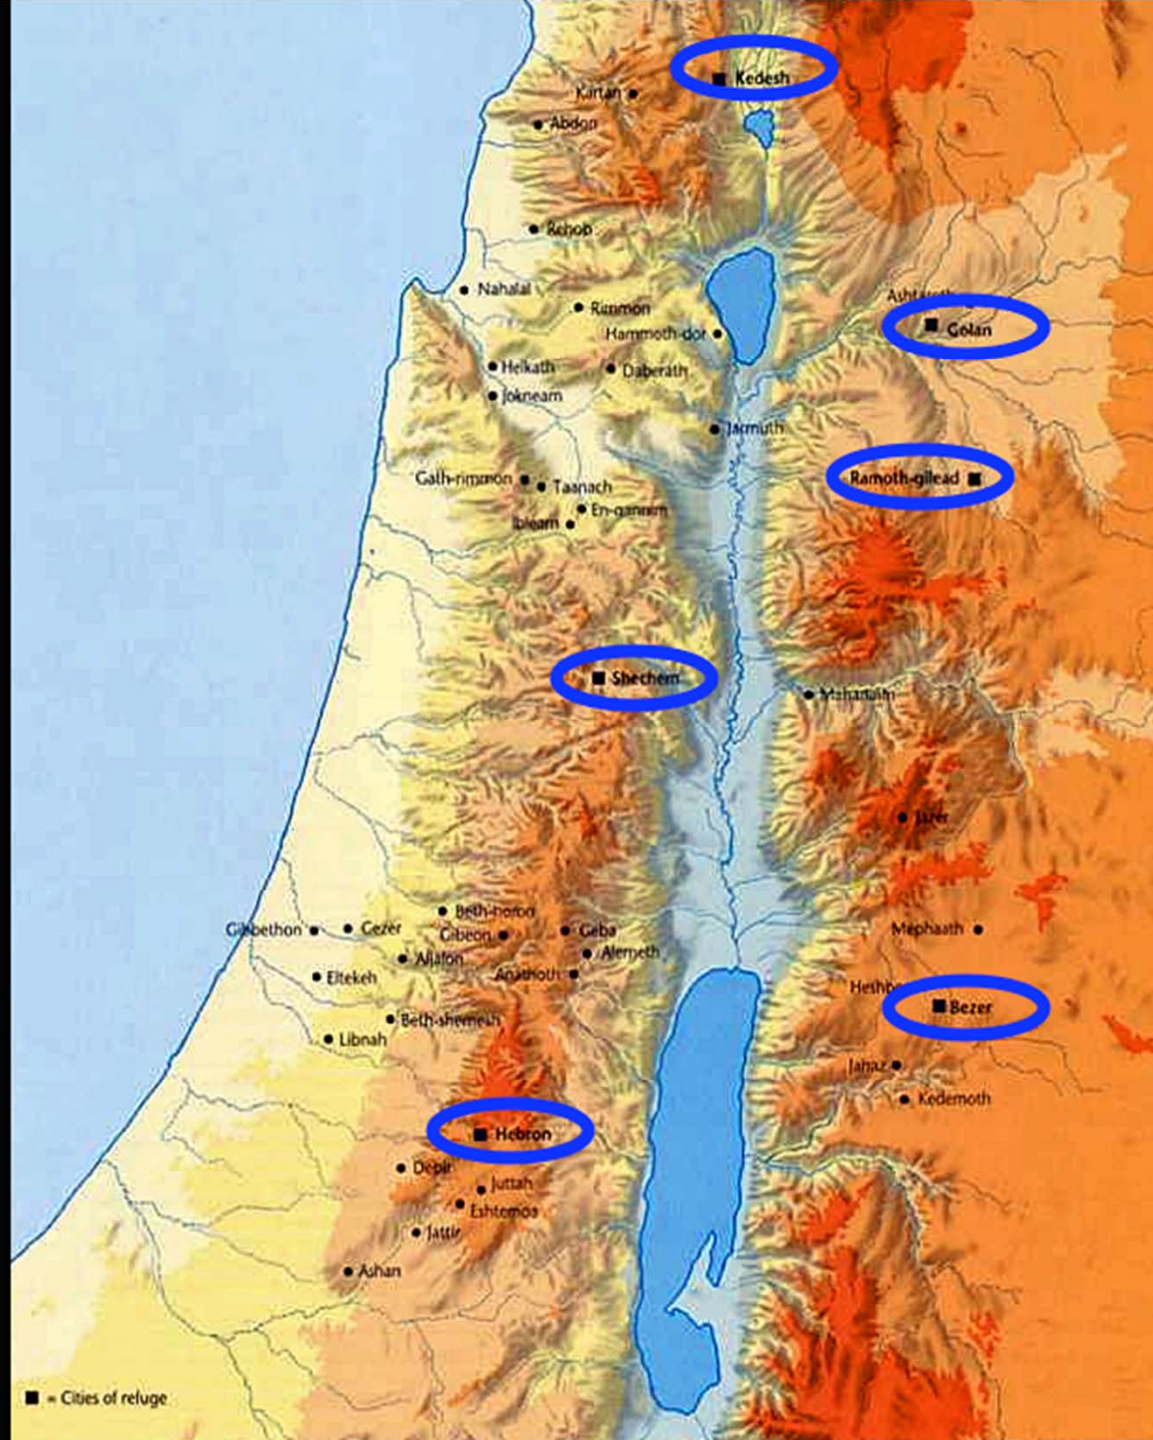 Kedesh
Kartan
Abdon
Rehob
Nahalal
Ashtaroth
Rimmon
Golan
Hammoth-dor
Helkath
Daberath
Jokneam
Jarmuth
Gath-rimmon
Ramoth-gilead
Taanach
En-gannim
Ibleam
Shechem
Mahanaim
Jazer
Beth-horon
Gibbethon
Gezer
Gibeon
Geba
Mephaath
Aijalon
Alemeth
Eltekeh
Anathoth
Heshbo
Bezer
Beth-shemesh
Libnah
Jahaz
Kedemoth
Hebron
Debir
Juttah
Eshtemoa
Jattir
Ashan
= Cities of refuge